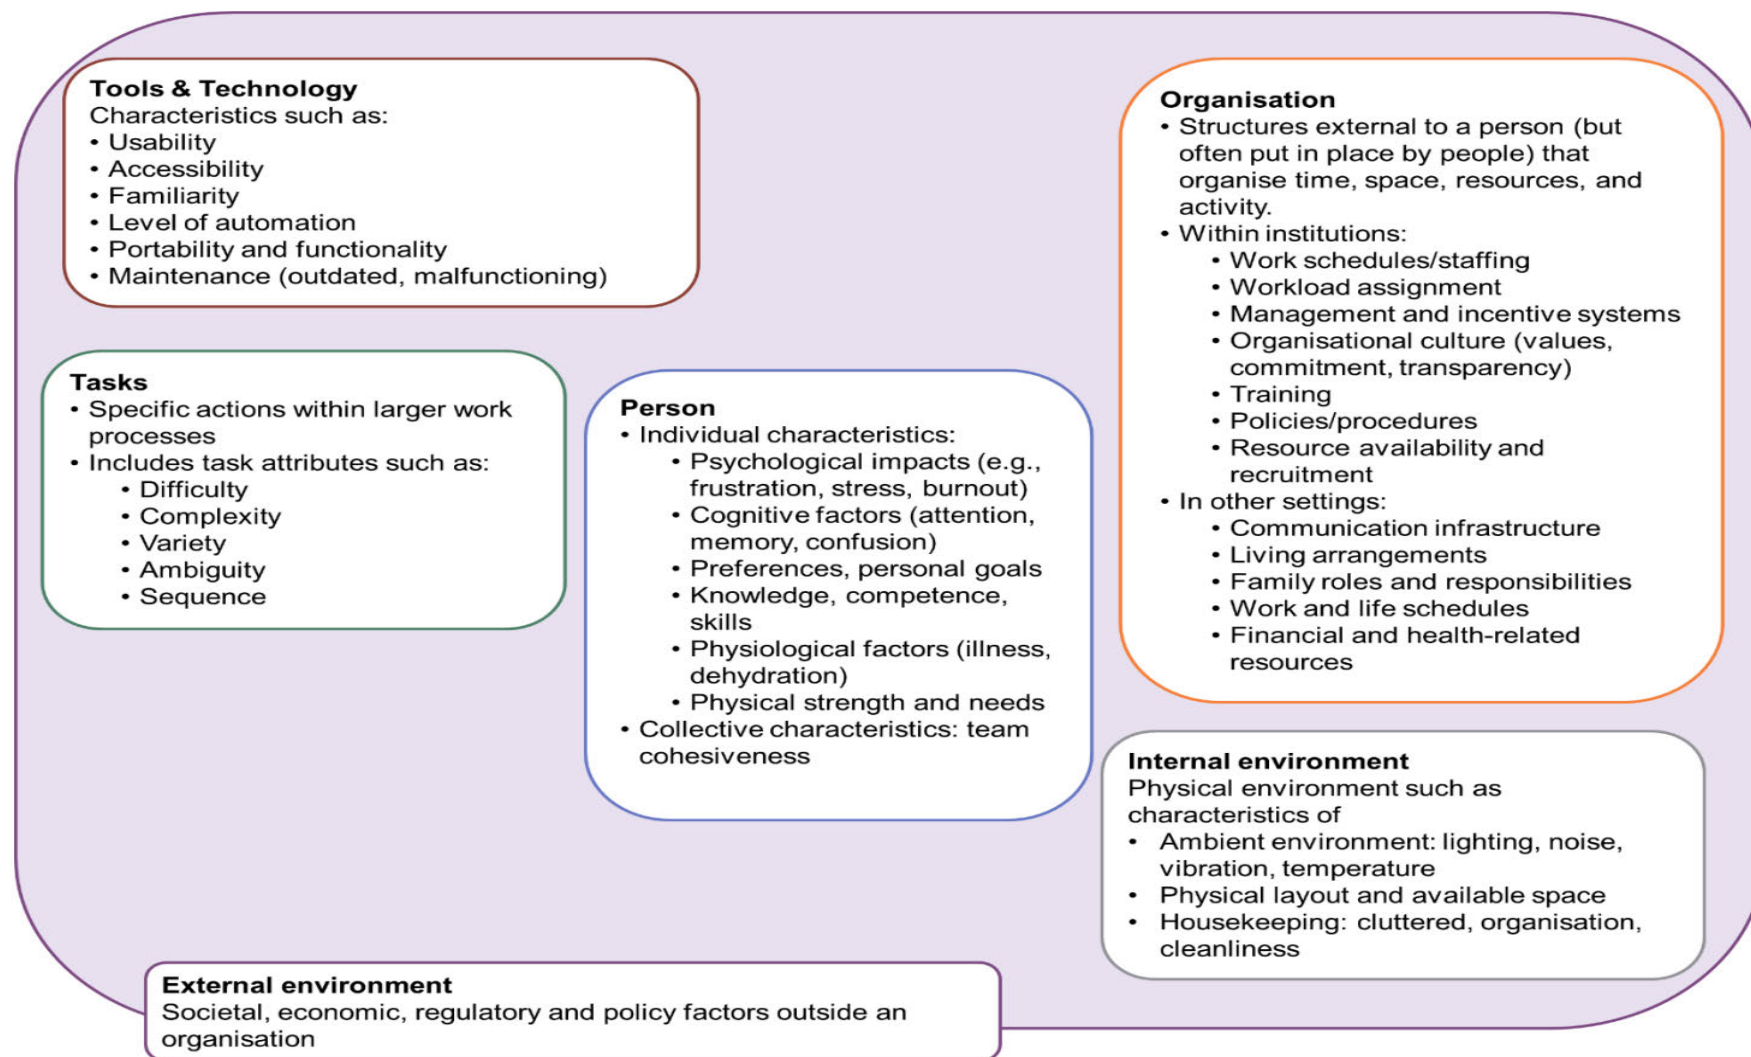 Tools & Technology
Characteristics such as:
• Usability
• Accessibility
• Familiarity
• Level of automation
• Portability and functionality
• Maintenance (outdated, malfunctioning)
Tasks
• Specific actions within larger work
processes
• Includes task attributes such as:
• Difficulty
• Complexity
• Variety
• Ambiguity
• Sequence
Person
• Individual characteristics:
• Psychological impacts (e.g.,
frustration, stress, burnout)
• Cognitive factors (attention,
memory, confusion)
• Preferences, personal goals
• Knowledge, competence,
skills
• Physiological factors (illness,
dehydration)
• Physical strength and needs
• Collective characteristics: team
cohesiveness
Organisation
• Structures external to a person (but
often put in place by people) that
organise time, space, resources, and
activity.
• Within institutions:
• Work schedules/staffing
• Workload assignment
• Management and incentive systems
• Organisational culture (values,
commitment, transparency)
• Training
• Policies/procedures
• Resource availability and
recruitment
• In other settings:
• Communication infrastructure
• Living arrangements
• Family roles and responsibilities
• Work and life schedules
• Financial and health-related
resources
Internal environment
Physical environment such as
characteristics of
• Ambient environment: lighting, noise,
vibration, temperature
• Physical layout and available space
• Housekeeping: cluttered, organisation,
cleanliness
External environment
Societal, economic, regulatory and policy factors outside an
organisation